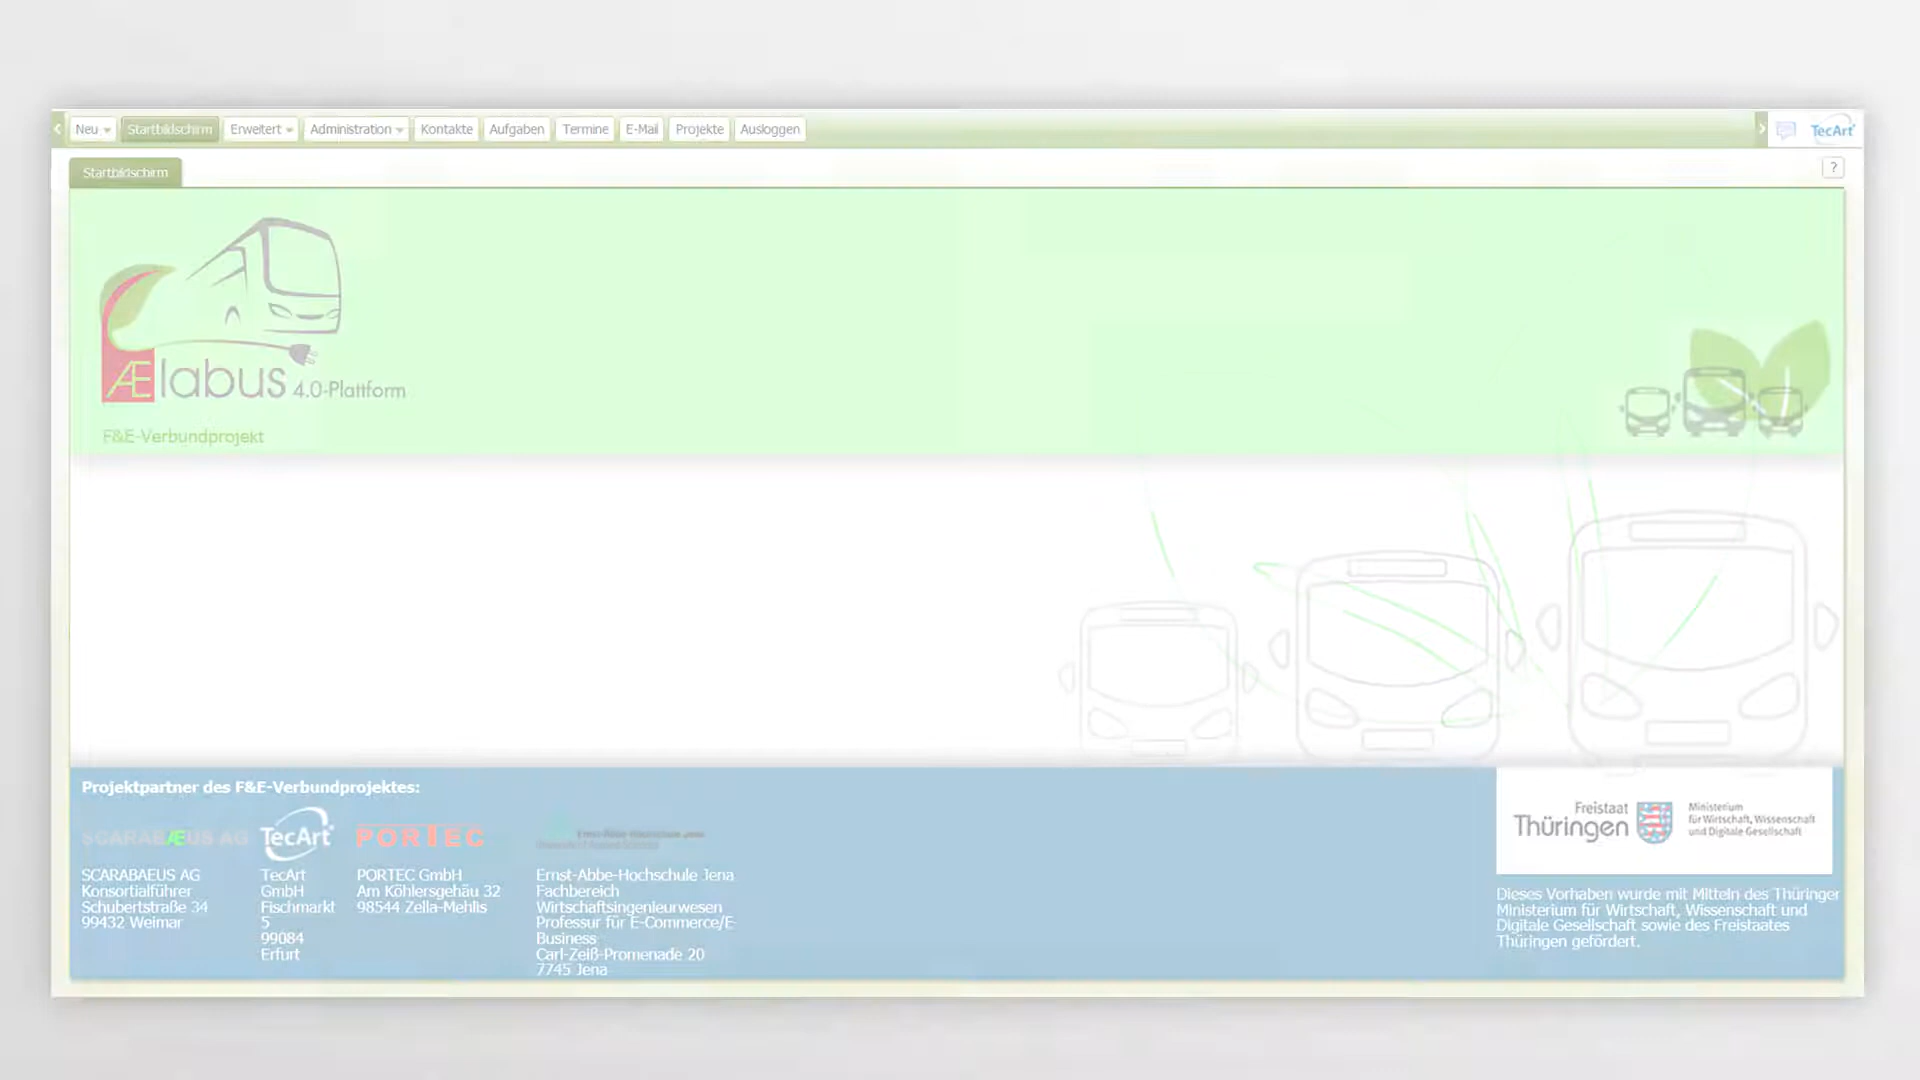 Neu Startbildschirm Erweitert Administration Kontakte Aufgaben Termine E-Mail Projekte Ausloggen
TecArt
Startbildschirm
?
Ælabus 4.0-Plattform
F&E-Verbundprojekt
Projektpartner des F&E-Verbundprojektes:
SCARABÆUS AG
SCARABAEUS AG
Konsortialführer
Schubertstraße 34
99432 Weimar
TecArt
TecArt
GmbH
Fischmarkt
5
99084
Erfurt
PORTEC
PORTEC GmbH
Am Köhlersgehäu 32
98544 Zella-Mehlis
Ernst-Abbe-Hochschule Jena
Ernst-Abbe-Hochschule Jena
Fachbereich
Wirtschaftsingenieurwesen
Professur für E-Commerce/E-
Business
Carl-Zeiß-Promenade 20
7745 Jena
Freistaat
Thüringen
Ministerium
für Wirtschaft, Wissenschaft
und Digitale Gesellschaft
Dieses Vorhaben wurde mit Mitteln des Thüringer
Ministerium für Wirtschaft, Wissenschaft und
Digitale Gesellschaft sowie des Freistaates
Thüringen gefördert.